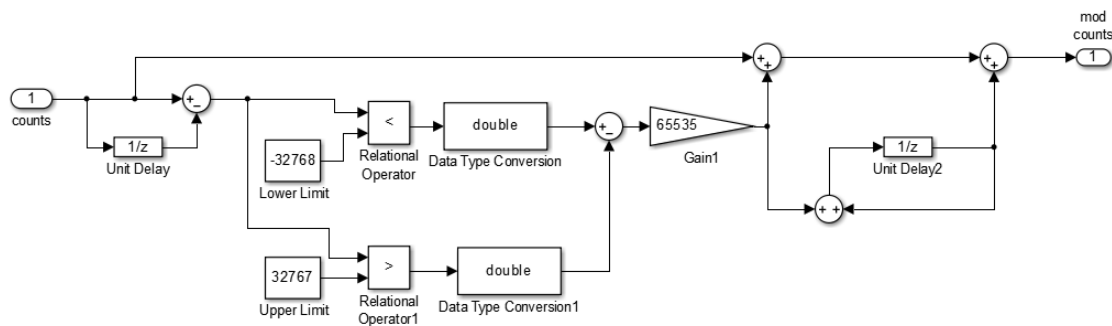 mod
counts
1
counts
1
1/z
Unit Delay
-32768
Lower Limit
<
Relational
Operator
double
Data Type Conversion
65535
Gain1
1/z
Unit Delay2
32767
Upper Limit
>
Relational
Operator1
double
Data Type Conversion1